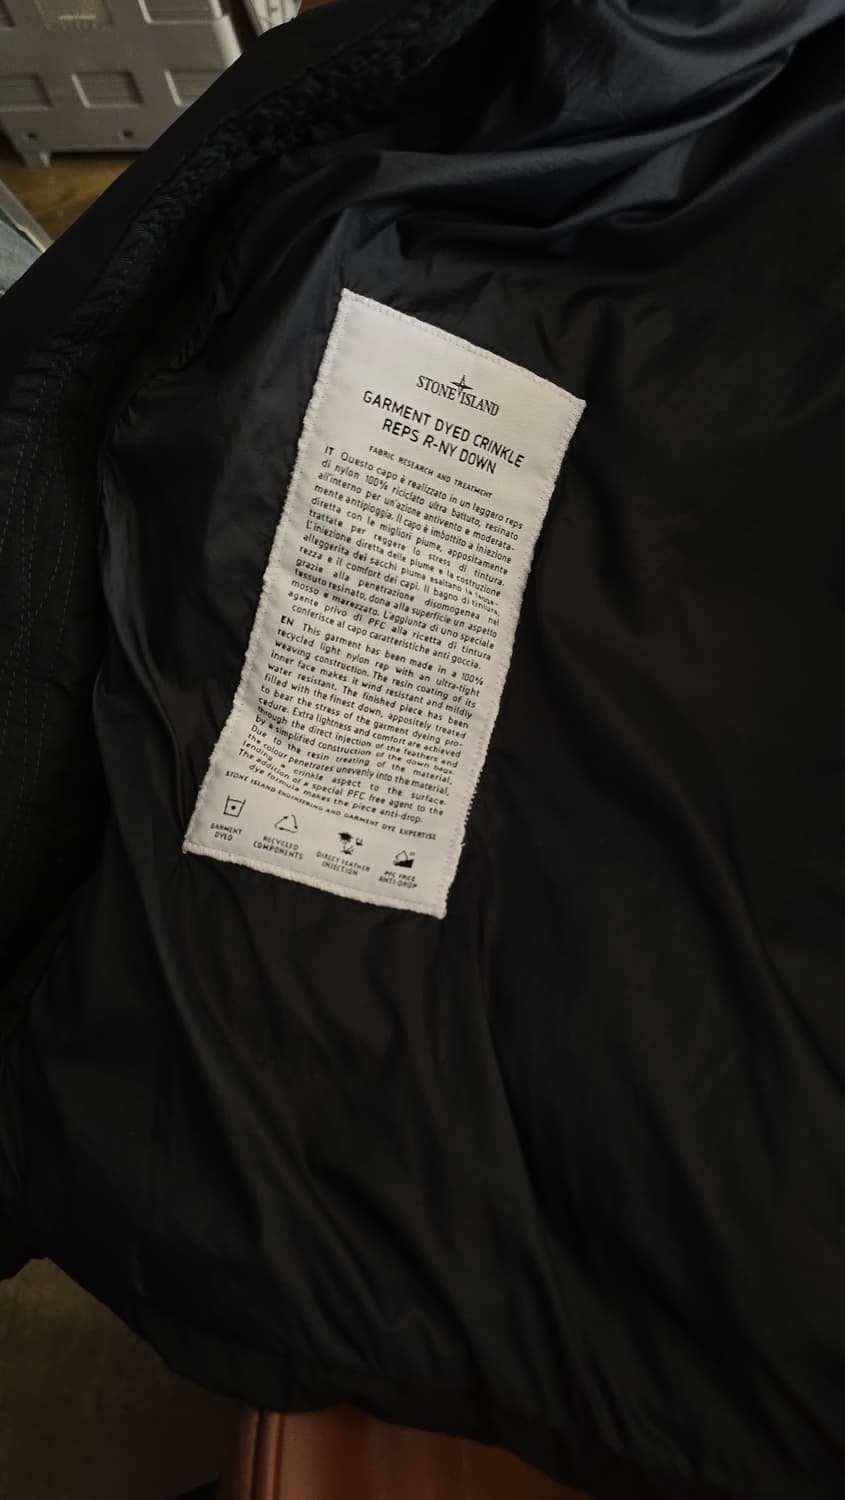 STONE ISLAND
GARMENT DYED CRINKLE
REPS R-NY DOWN
FABRIC RESEARCH AND TREATMENT
IT Questo capo è realizzato in un leggero reps
di nylon 100% riciclato ultra battuto, resinato
all'interno per un'azione antivento e moderata-
mente antipioggia. Il capo è imbottito a iniezione
diretta con le migliori piume, appositamente
trattate per reggere lo stress di tintura.
L'iniezione diretta delle piume e la costruzione
alleggerita dei sacchi piuma esaltano la legge-
rezza e il comfort dei capi. Il bagno di tintura,
grazie alla penetrazione disomogenea nel
tessuto resinato, dona alla superficie un aspetto
mosso e marezzato. L'aggiunta di uno speciale
agente privo di PFC alla ricetta di tintura
conferisce al capo caratteristiche anti goccia.
EN This garment has been made in a 100%
recycled light nylon rep with an ultra-tight
weaving construction. The resin coating of its
inner face makes it wind resistant and mildly
water resistant. The finished piece has been
filled with the finest down, appositely treated
to bear the stress of the garment dyeing pro-
cedure. Extra lightness and comfort are achieved
through the direct injection of the feathers and
by a simplified construction of the down bags.
Due to the resin treating of the material,
the colour penetrates unevenly into the material,
lending a crinkle aspect to the surface.
The addition of a special PFC free agent to the
dye formula makes the piece anti-drop.
STONE ISLAND ENGINEERING AND GARMENT DYE EXPERTISE
GARMENT DYED
RECYCLED COMPONENTS
DIRECT FEATHER INJECTION
PFC FREE ANTI-DROP